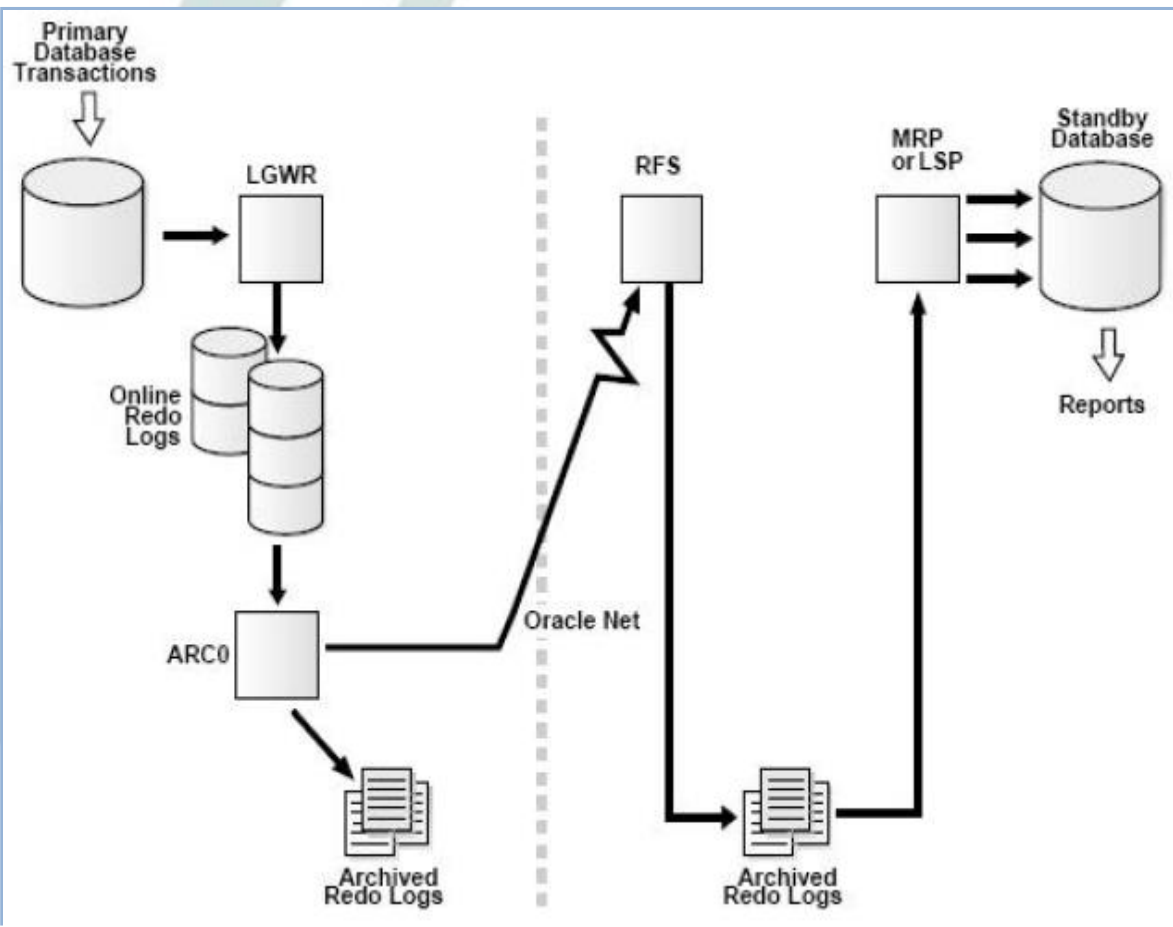 Primary
Database
Transactions
LGWR
RFS
MRP
or LSP
Standby
Database
Online
Redo
Logs
Reports
Oracle Net
ARC0
Archived
Redo Logs
Archived
Redo Logs